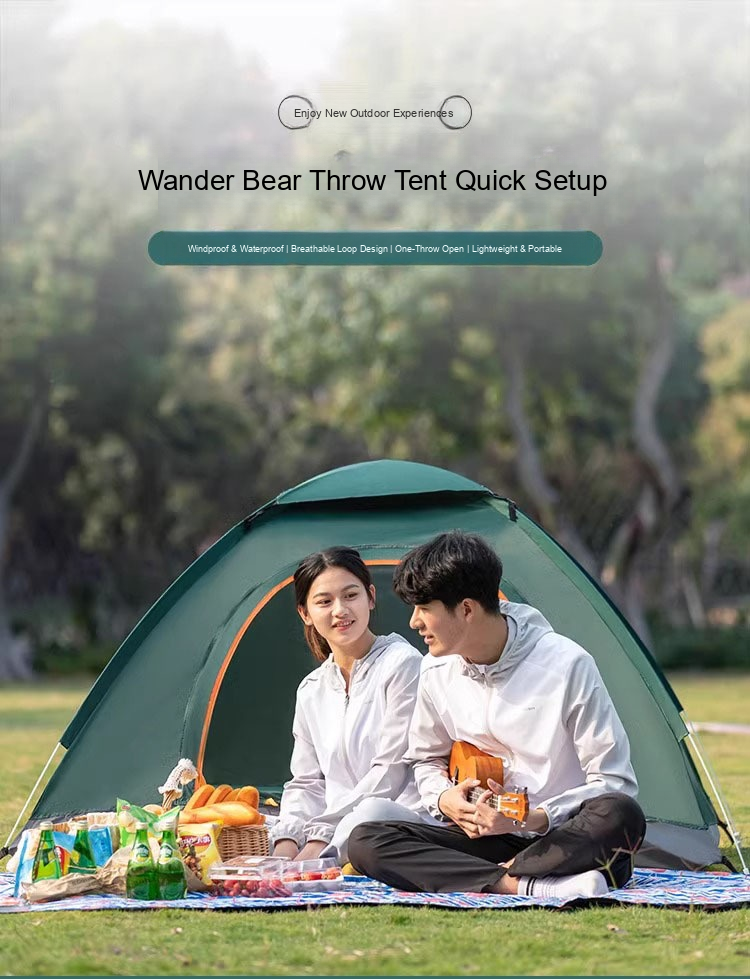 Enjoy New Outdoor Experiences
Wander Bear Throw Tent Quick Setup
Windproof & Waterproof | Breathable Loop Design | One-Throw Open | Lightweight & Portable